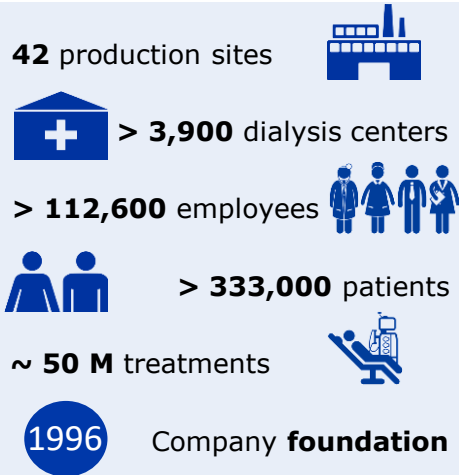 42 production sites
> 3,900 dialysis centers
> 112,600 employees
> 333,000 patients
~ 50 M treatments
1996 Company foundation